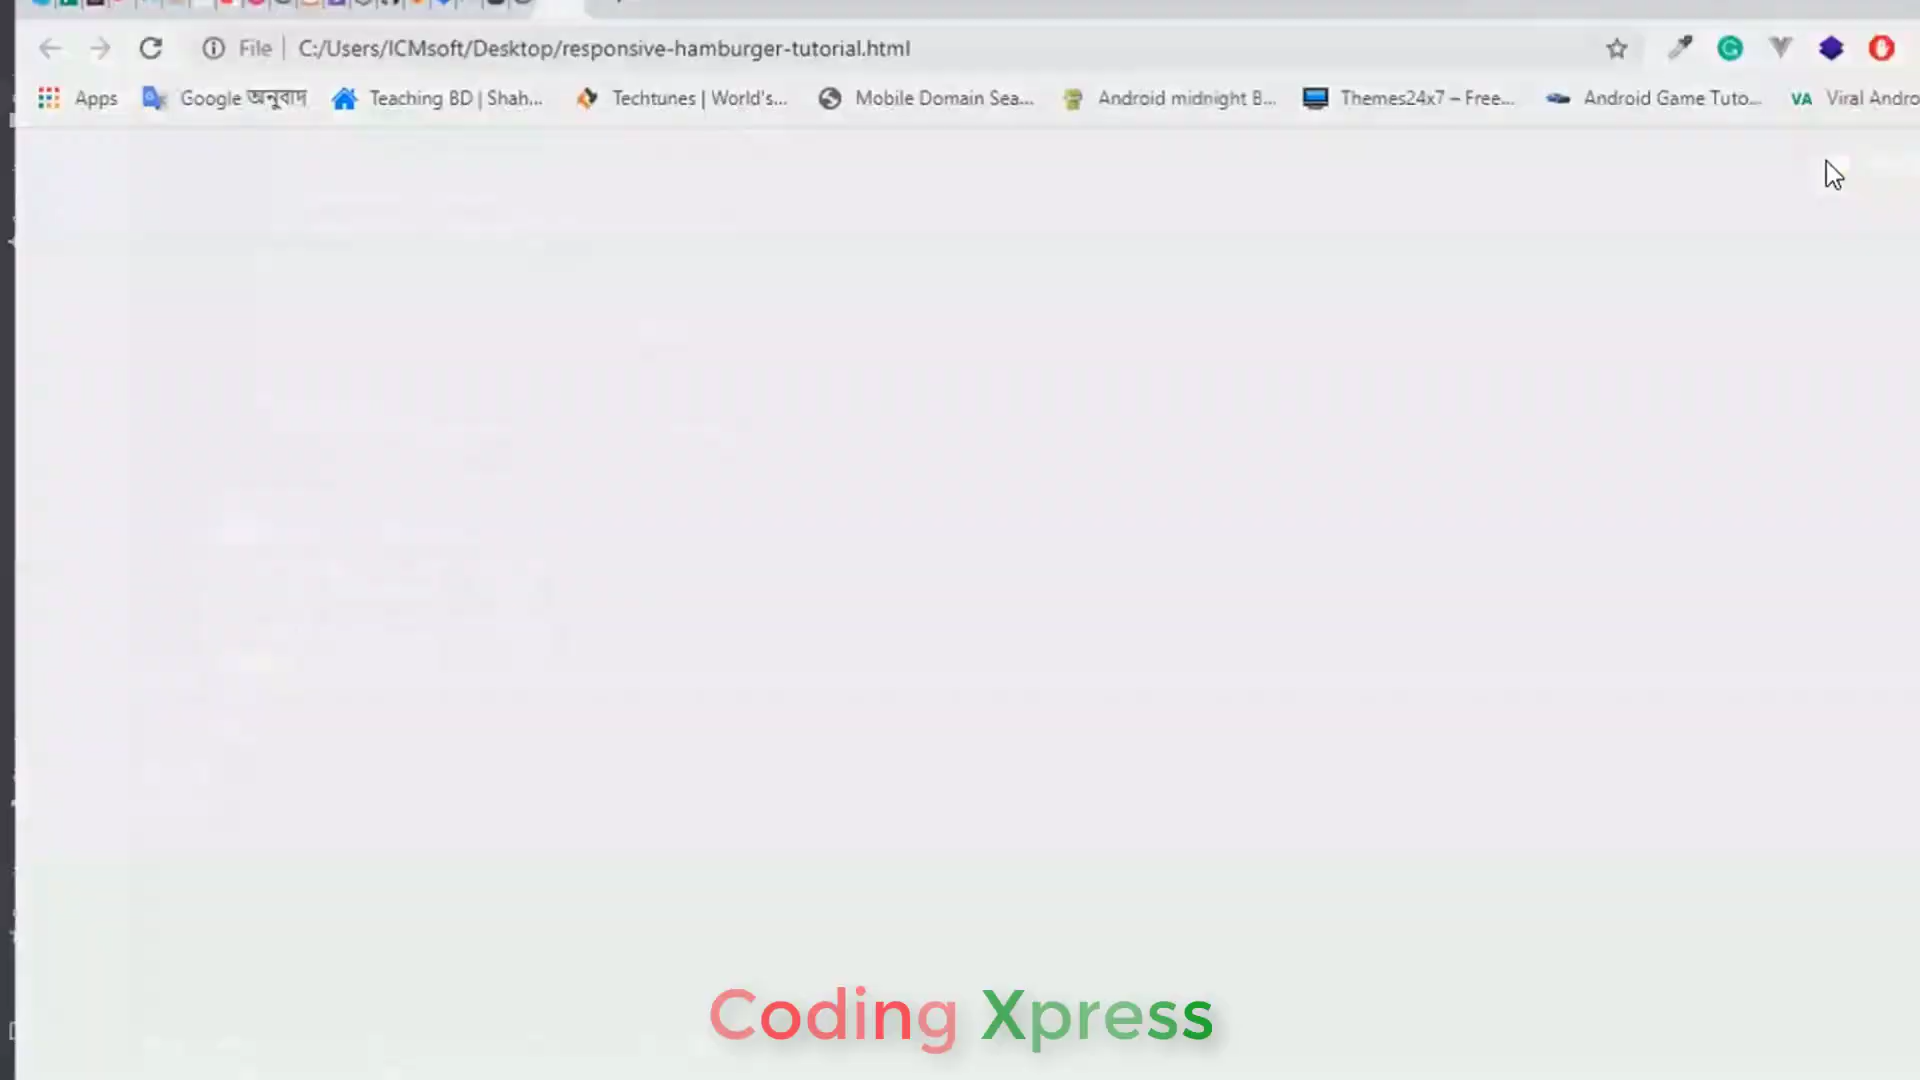 File
C:/Users/ICMsoft/Desktop/responsive-hamburger-tutorial.html
Apps
Google অনুবাদ
Teaching BD | Shah...
Techtunes | World's...
Mobile Domain Sea...
Android midnight B...
Themes24x7 – Free...
Android Game Tuto...
VA Viral Andro
Coding Xpress